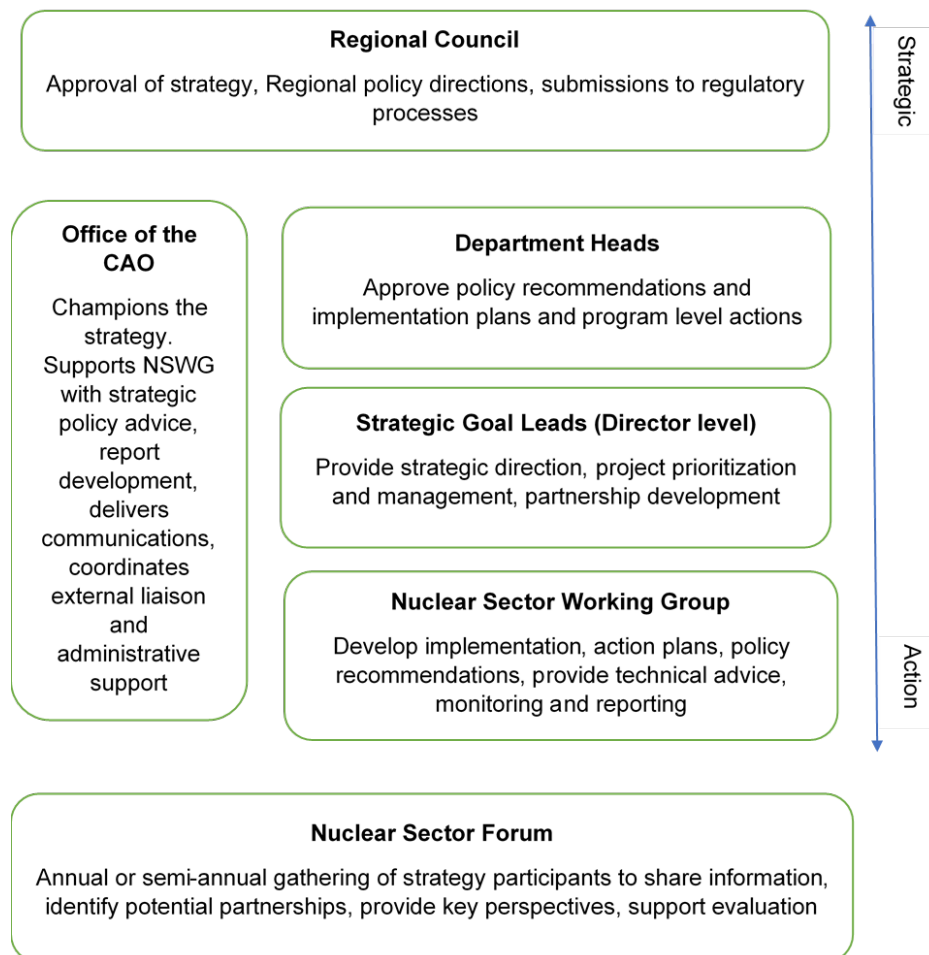 Regional Council
Approval of strategy, Regional policy directions, submissions to regulatory
processes
Strategic
Office of the
CAO
Champions the
strategy.
Supports NSWG
with strategic
policy advice,
report
development,
delivers
communications,
coordinates
external liaison
and
administrative
support
Department Heads
Approve policy recommendations and
implementation plans and program level actions
Strategic Goal Leads (Director level)
Provide strategic direction, project prioritization
and management, partnership development
Nuclear Sector Working Group
Develop implementation, action plans, policy
recommendations, provide technical advice,
monitoring and reporting
Action
Nuclear Sector Forum
Annual or semi-annual gathering of strategy participants to share information,
identify potential partnerships, provide key perspectives, support evaluation